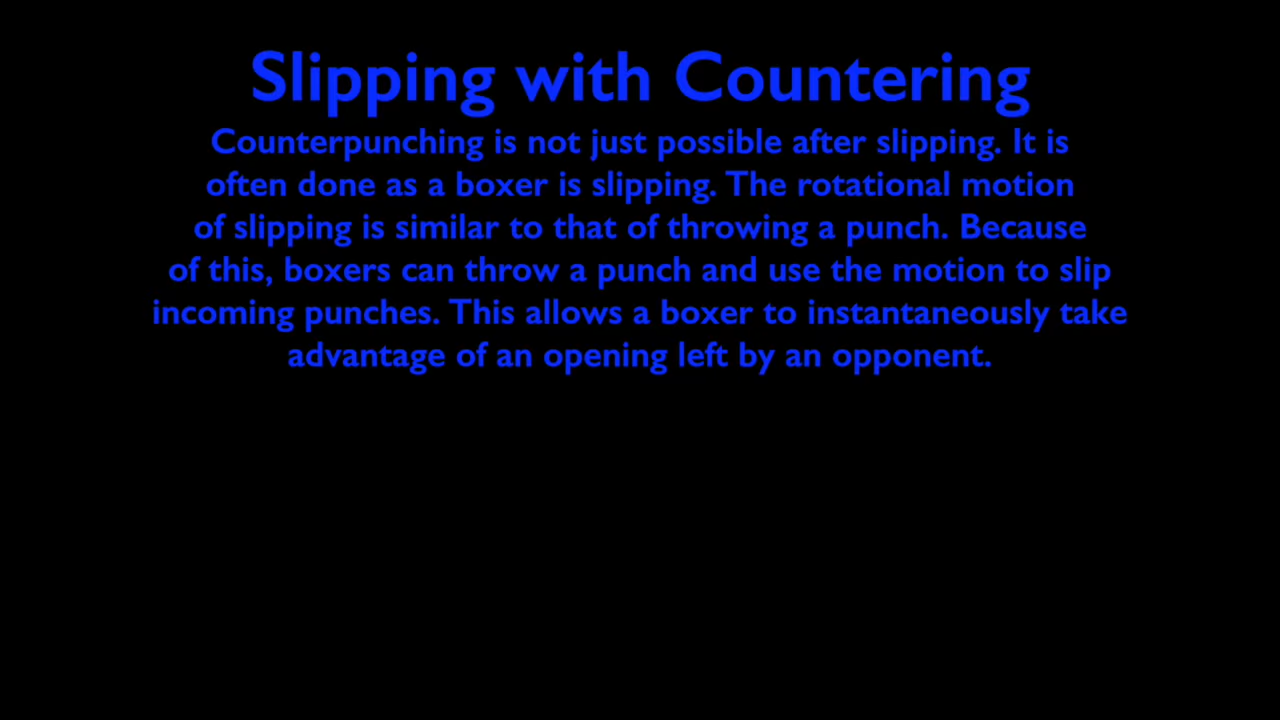 Slipping with Countering
Counterpunching is not just possible after slipping. It is
often done as a boxer is slipping. The rotational motion
of slipping is similar to that of throwing a punch. Because
of this, boxers can throw a punch and use the motion to slip
incoming punches. This allows a boxer to instantaneously take
advantage of an opening left by an opponent.